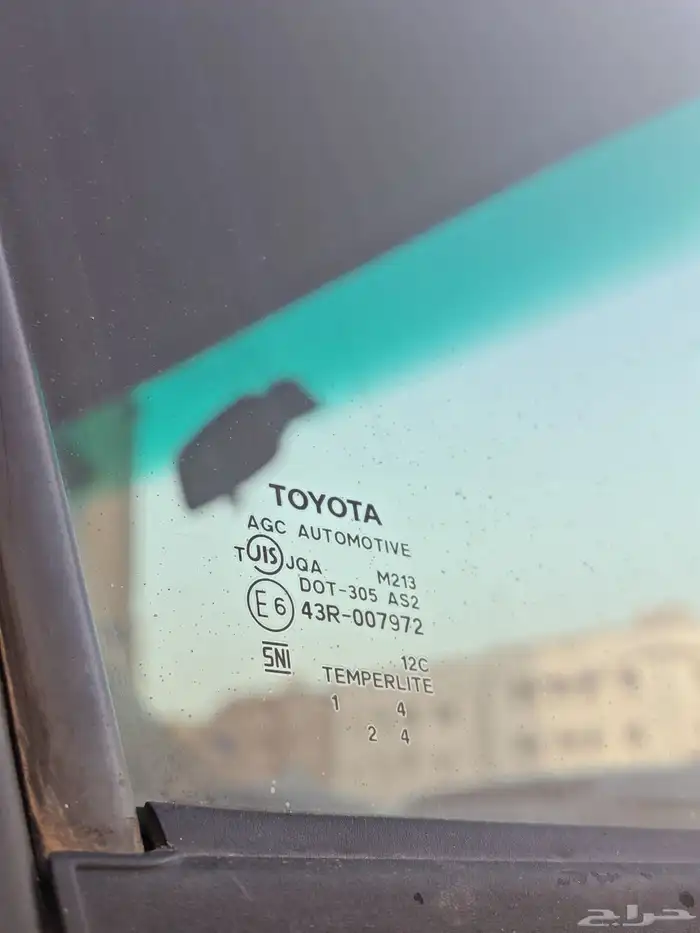 TOYOTA
AGC AUTOMOTIVE
T JIS JQA M213
DOT-305 AS2
E6 43R-007972
SNI 12C
TEMPERLITE
1 4
2 4
حراج